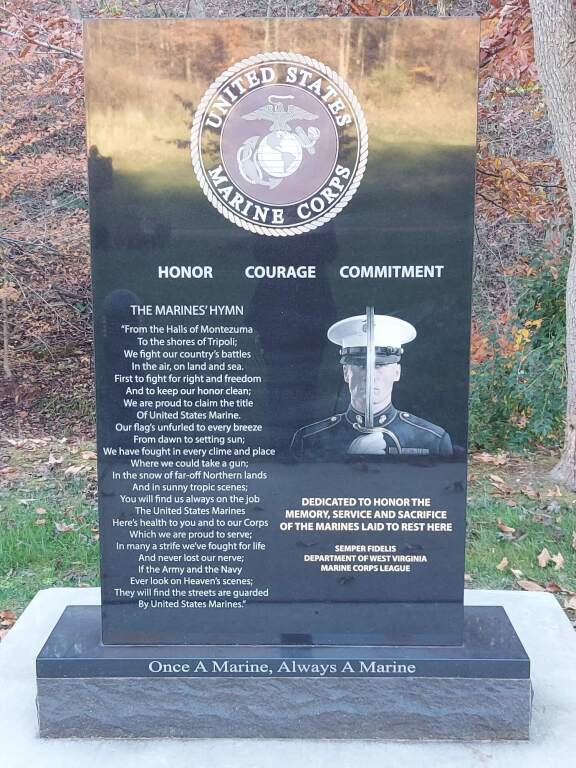 UNITED STATES
MARINE CORPS
HONOR COURAGE COMMITMENT
THE MARINES' HYMN
"From the Halls of Montezuma
To the shores of Tripoli;
We fight our country's battles
In the air, on land and sea.
First to fight for right and freedom
And to keep our honor clean;
We are proud to claim the title
Of United States Marine.
Our flag's unfurled to every breeze
From dawn to setting sun;
We have fought in every clime and place
Where we could take a gun;
In the snow of far-off Northern lands
And in sunny tropic scenes;
You will find us always on the job
The United States Marines
Here's health to you and to our Corps
Which we are proud to serve;
In many a strife we've fought for life
And never lost our nerve;
If the Army and the Navy
Ever look on Heaven's scenes;
They will find the streets are guarded
By United States Marines."
DEDICATED TO HONOR THE
MEMORY, SERVICE AND SACRIFICE
OF THE MARINES LAID TO REST HERE
SEMPER FIDELIS
DEPARTMENT OF WEST VIRGINIA
MARINE CORPS LEAGUE
Once A Marine, Always A Marine